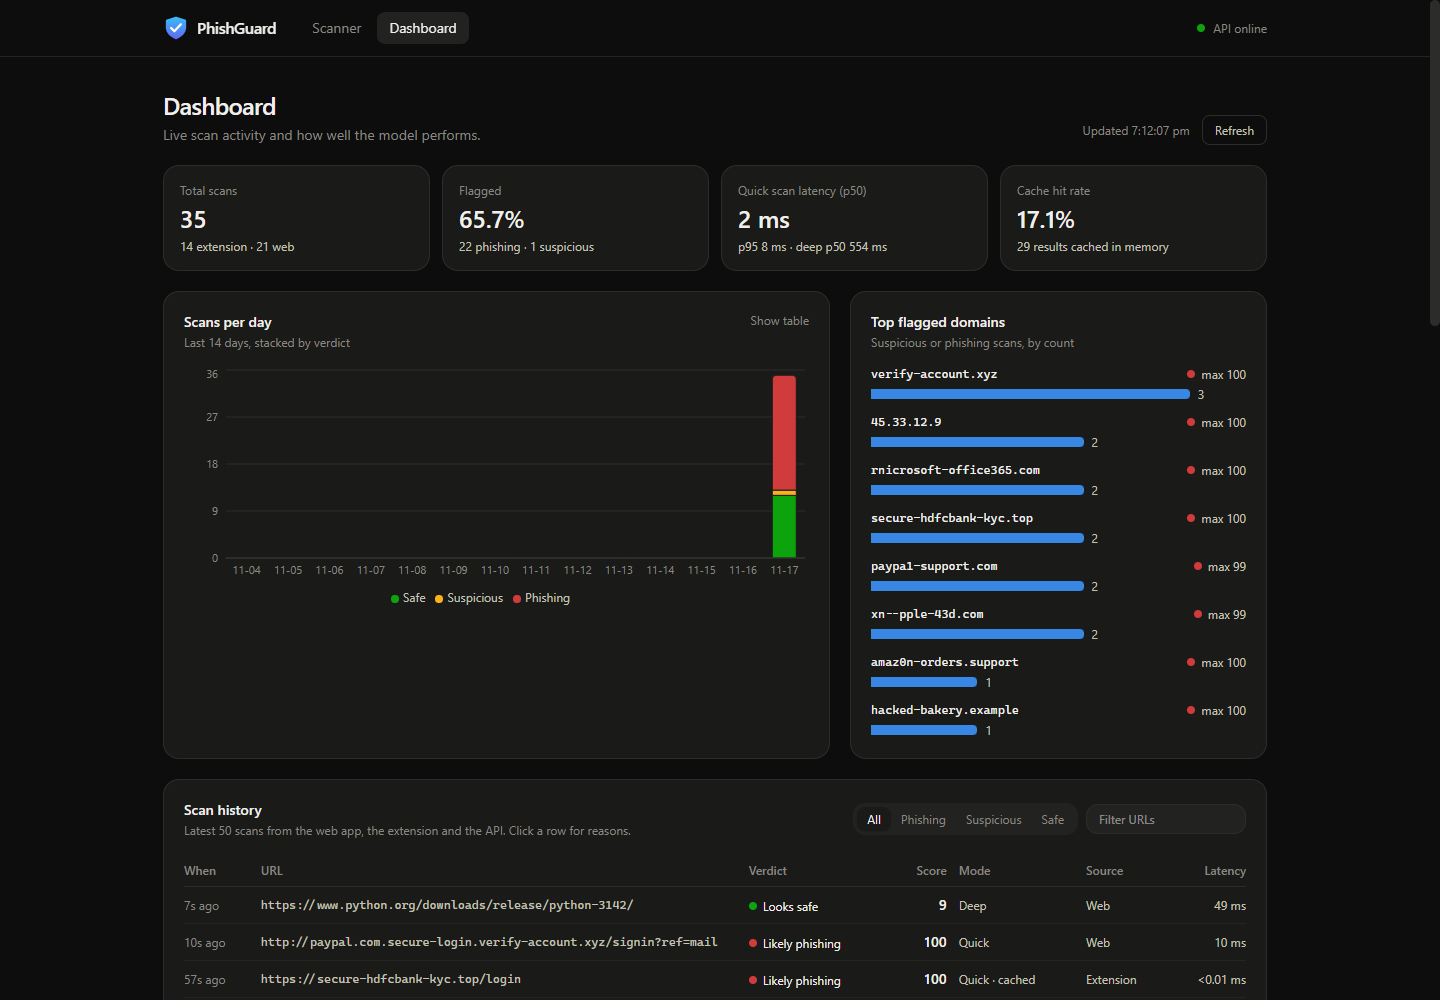 PhishGuard
Scanner
Dashboard
API online
Dashboard
Live scan activity and how well the model performs.
Updated 7:12:07 pm
Refresh
Total scans
35
14 extension · 21 web
Flagged
65.7%
22 phishing · 1 suspicious
Quick scan latency (p50)
2 ms
p95 8 ms · deep p50 554 ms
Cache hit rate
17.1%
29 results cached in memory
Scans per day
Show table
Last 14 days, stacked by verdict
36
27
18
9
0
11-04 11-05 11-06 11-07 11-08 11-09 11-10 11-11 11-12 11-13 11-14 11-15 11-16 11-17
Safe Suspicious Phishing
Top flagged domains
Suspicious or phishing scans, by count
verify-account.xyz max 100
3
45.33.12.9 max 100
2
rnicrosoft-office365.com max 100
2
secure-hdfcbank-kyc.top max 100
2
paypa1-support.com max 99
2
xn--pple-43d.com max 99
2
amaz0n-orders.support max 100
1
hacked-bakery.example max 100
1
Scan history
Latest 50 scans from the web app, the extension and the API. Click a row for reasons.
All Phishing Suspicious Safe Filter URLs
When URL Verdict Score Mode Source Latency
7s ago https://www.python.org/downloads/release/python-3142/ Looks safe 9 Deep Web 49 ms
10s ago http://paypal.com.secure-login.verify-account.xyz/signin?ref=mail Likely phishing 100 Quick Web 10 ms
57s ago https://secure-hdfcbank-kyc.top/login Likely phishing 100 Quick · cached Extension <0.01 ms